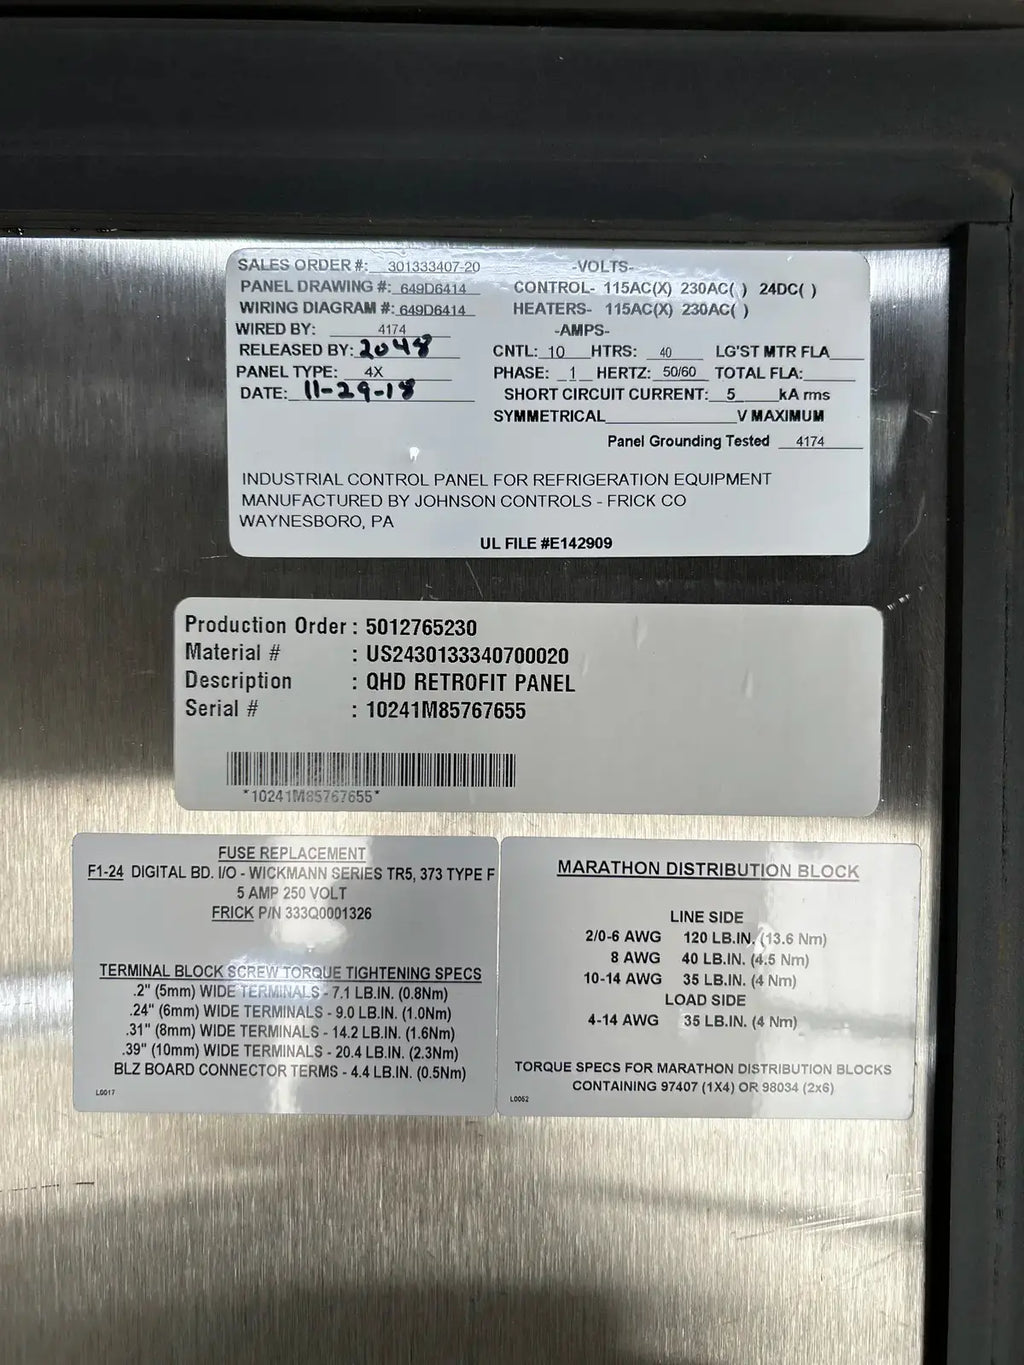 SALES ORDER #: 301333407-20
PANEL DRAWING #: 649D6414
WIRING DIAGRAM #: 649D6414
WIRED BY: 4174
RELEASED BY: 2048
PANEL TYPE: 4X
DATE: 11-29-18
-VOLTS-
CONTROL- 115AC(X) 230AC( ) 24DC( )
HEATERS- 115AC(X) 230AC( )
-AMPS-
CNTL: 10 HTRS: 40 LG'ST MTR FLA
PHASE: 1 HERTZ: 50/60 TOTAL FLA:
SHORT CIRCUIT CURRENT: 5 kA rms
SYMMETRICAL V MAXIMUM
Panel Grounding Tested 4174
INDUSTRIAL CONTROL PANEL FOR REFRIGERATION EQUIPMENT
MANUFACTURED BY JOHNSON CONTROLS - FRICK CO
WAYNESBORO, PA
UL FILE #E142909
Production Order : 5012765230
Material # : US2430133340700020
Description : QHD RETROFIT PANEL
Serial # : 10241M85767655
*10241M85767655*
FUSE REPLACEMENT
F1-24 DIGITAL BD. I/O - WICKMANN SERIES TR5, 373 TYPE F
5 AMP 250 VOLT
FRICK P/N 333Q0001326
TERMINAL BLOCK SCREW TORQUE TIGHTENING SPECS
.2" (5mm) WIDE TERMINALS - 7.1 LB.IN. (0.8Nm)
.24" (6mm) WIDE TERMINALS - 9.0 LB.IN. (1.0Nm)
.31" (8mm) WIDE TERMINALS - 14.2 LB.IN. (1.6Nm)
.39" (10mm) WIDE TERMINALS - 20.4 LB.IN. (2.3Nm)
BLZ BOARD CONNECTOR TERMS - 4.4 LB.IN. (0.5Nm)
L0017
MARATHON DISTRIBUTION BLOCK
LINE SIDE
2/0-6 AWG 120 LB.IN. (13.6 Nm)
8 AWG 40 LB.IN. (4.5 Nm)
10-14 AWG 35 LB.IN. (4 Nm)
LOAD SIDE
4-14 AWG 35 LB.IN. (4 Nm)
TORQUE SPECS FOR MARATHON DISTRIBUTION BLOCKS
CONTAINING 97407 (1X4) OR 98034 (2x6)
L0052